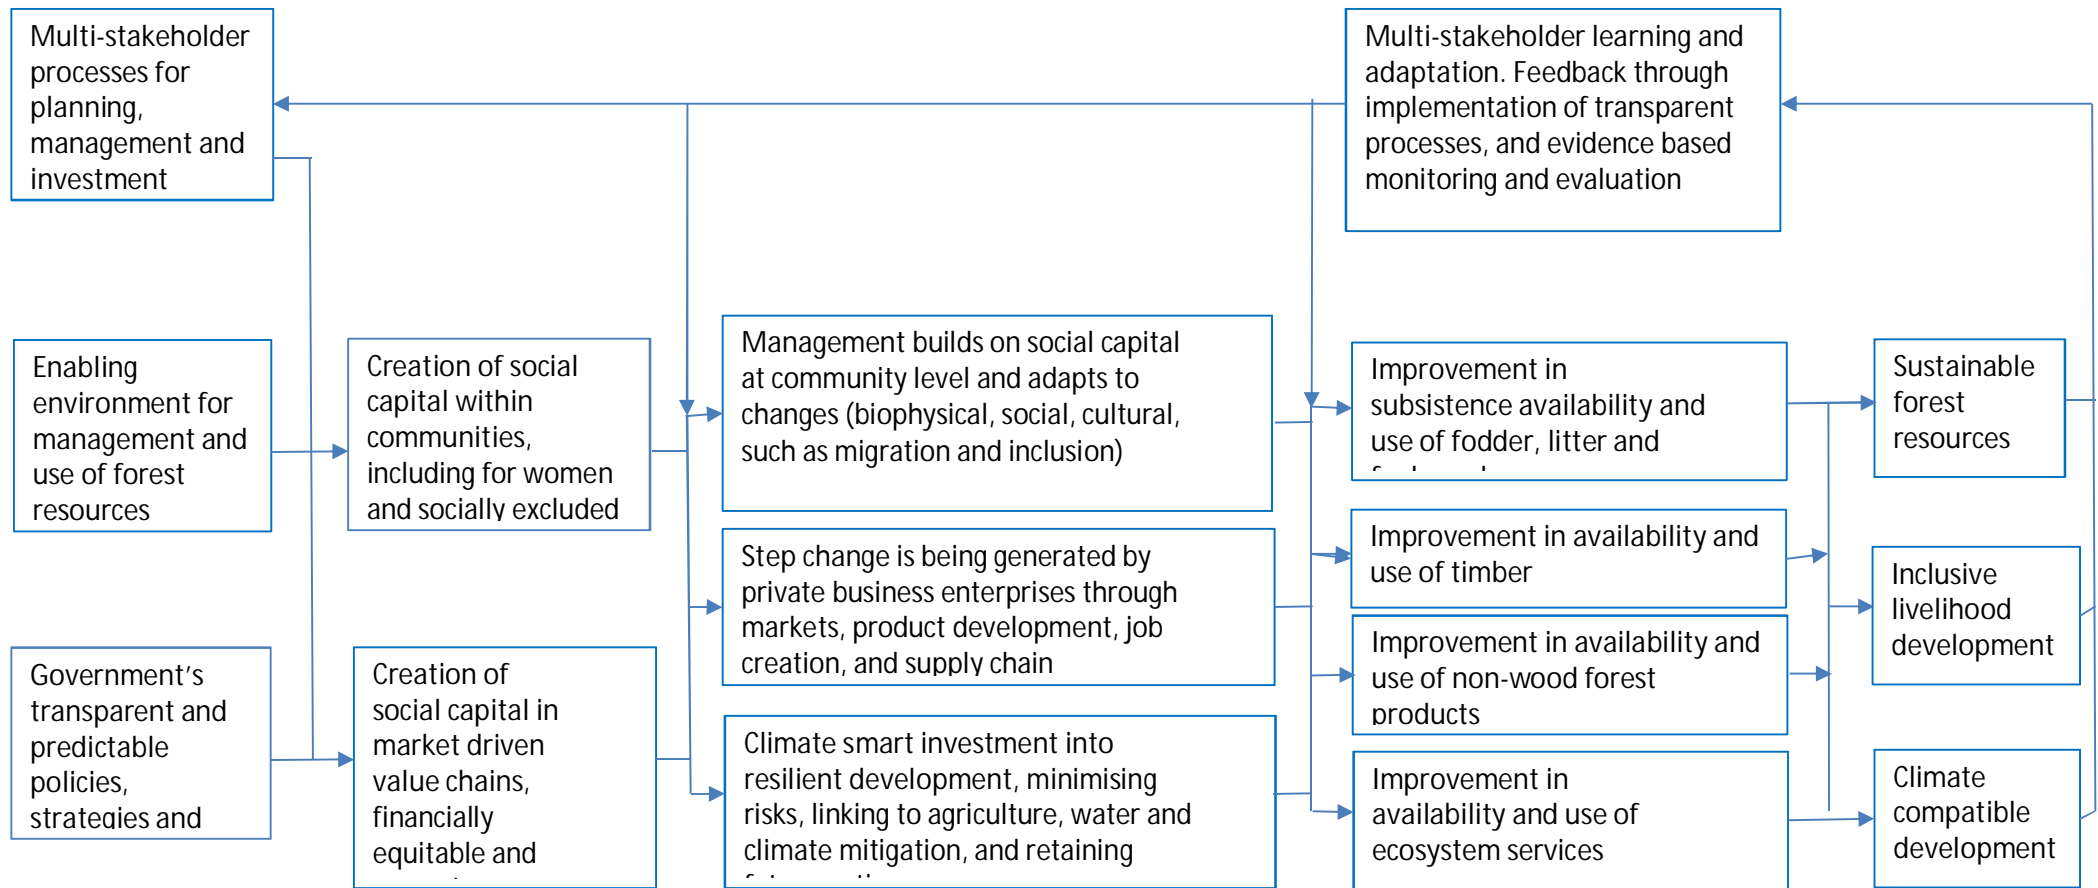 Multi-stakeholder
processes for
planning,
management and
investment
Multi-stakeholder learning and
adaptation. Feedback through
implementation of transparent
processes, and evidence based
monitoring and evaluation
Enabling
environment for
management and
use of forest
resources
Creation of social
capital within
communities,
including for women
and socially excluded
Management builds on social capital
at community level and adapts to
changes (biophysical, social, cultural,
such as migration and inclusion)
Improvement in
subsistence availability and
use of fodder, litter and
Sustainable
forest
resources
Step change is being generated by
private business enterprises through
markets, product development, job
creation, and supply chain
Improvement in availability and
use of timber
Inclusive
livelihood
development
Improvement in availability and
use of non-wood forest
products
Government's
transparent and
predictable
policies,
strategies and
Creation of
social capital in
market driven
value chains,
financially
equitable and
Climate smart investment into
resilient development, minimising
risks, linking to agriculture, water and
climate mitigation, and retaining
Improvement in
availability and use of
ecosystem services
Climate
compatible
development